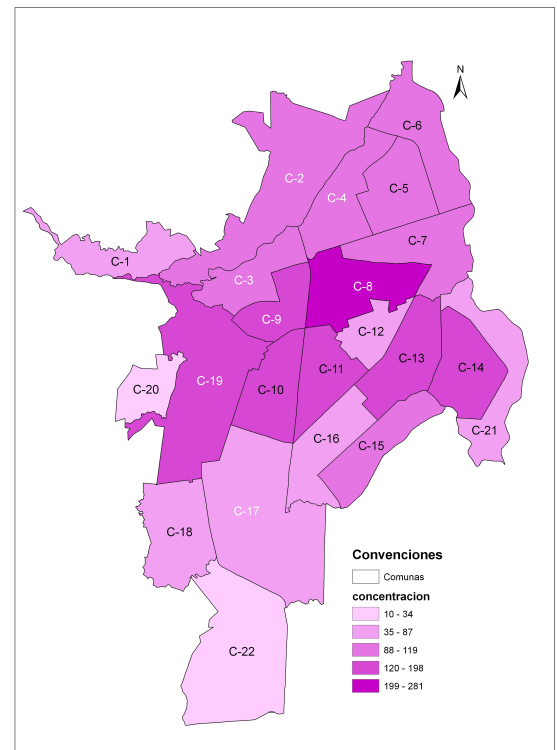 N
C-6
C-2
C-5
C-4
C-7
C-1
C-3
C-8
C-9
C-12
C-13
C-14
C-11
C-19
C-20
C-10
C-21
C-16
C-15
C-17
C-18
C-22
Convenciones
Comunas
concentracion
10 - 34
35 - 87
88 - 119
120 - 198
199 - 281